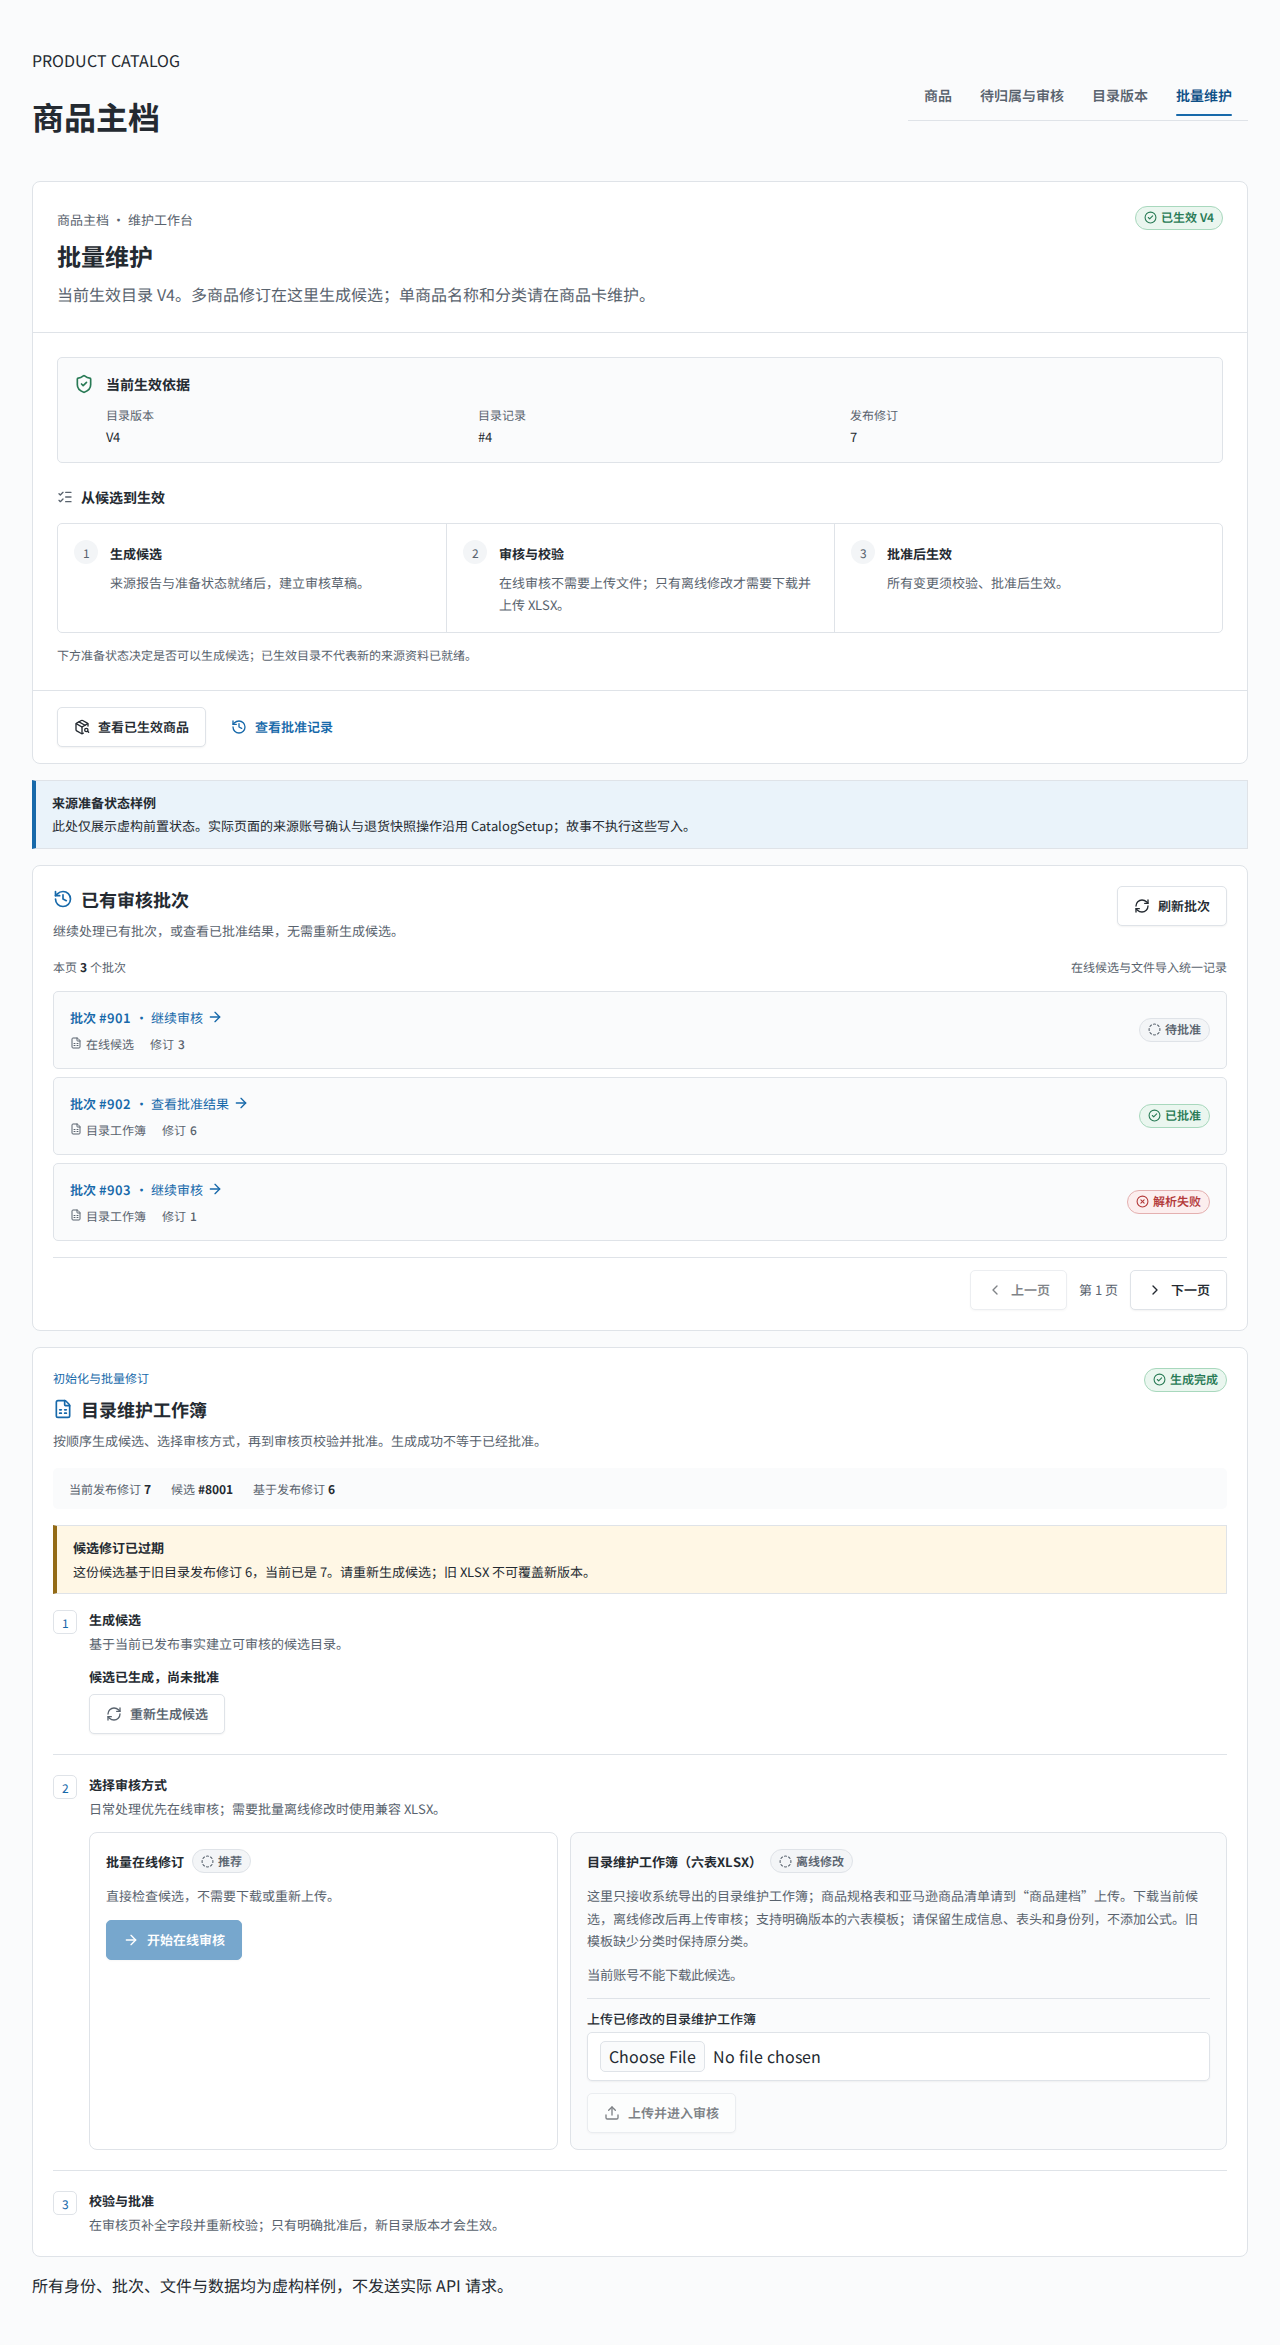 PRODUCT CATALOG
商品主档
商品
待归属与审核
目录版本
批量维护
商品主档 · 维护工作台
已生效 V4
批量维护
当前生效目录 V4。多商品修订在这里生成候选；单商品名称和分类请在商品卡维护。
当前生效依据
目录版本
目录记录
发布修订
V4
#4
7
从候选到生效
1
生成候选
来源报告与准备状态就绪后，建立审核草稿。
2
审核与校验
在线审核不需要上传文件；只有离线修改才需要下载并
上传 XLSX。
3
批准后生效
所有变更须校验、批准后生效。
下方准备状态决定是否可以生成候选；已生效目录不代表新的来源资料已就绪。
查看已生效商品
查看批准记录
来源准备状态样例
此处仅展示虚构前置状态。实际页面的来源账号确认与退货快照操作沿用 CatalogSetup；故事不执行这些写入。
已有审核批次
继续处理已有批次，或查看已批准结果，无需重新生成候选。
刷新批次
本页 3 个批次
在线候选与文件导入统一记录
批次 #901 · 继续审核
在线候选 修订 3
待批准
批次 #902 · 查看批准结果
目录工作簿 修订 6
已批准
批次 #903 · 继续审核
目录工作簿 修订 1
解析失败
上一页
第 1 页
下一页
初始化与批量修订
生成完成
目录维护工作簿
按顺序生成候选、选择审核方式，再到审核页校验并批准。生成成功不等于已经批准。
当前发布修订 7 候选 #8001 基于发布修订 6
候选修订已过期
这份候选基于旧目录发布修订 6，当前已是 7。请重新生成候选；旧 XLSX 不可覆盖新版本。
1
生成候选
基于当前已发布事实建立可审核的候选目录。
候选已生成，尚未批准
重新生成候选
2
选择审核方式
日常处理优先在线审核；需要批量离线修改时使用兼容 XLSX。
批量在线修订
推荐
直接检查候选，不需要下载或重新上传。
开始在线审核
目录维护工作簿（六表XLSX）
离线修改
这里只接收系统导出的目录维护工作簿；商品规格表和亚马逊商品清单请到“商品建档”上传。下载当前候
选，离线修改后再上传审核；支持明确版本的六表模板；请保留生成信息、表头和身份列，不添加公式。旧
模板缺少分类时保持原分类。
当前账号不能下载此候选。
上传已修改的目录维护工作簿
Choose File No file chosen
上传并进入审核
3
校验与批准
在审核页补全字段并重新校验；只有明确批准后，新目录版本才会生效。
所有身份、批次、文件与数据均为虚构样例，不发送实际 API 请求。